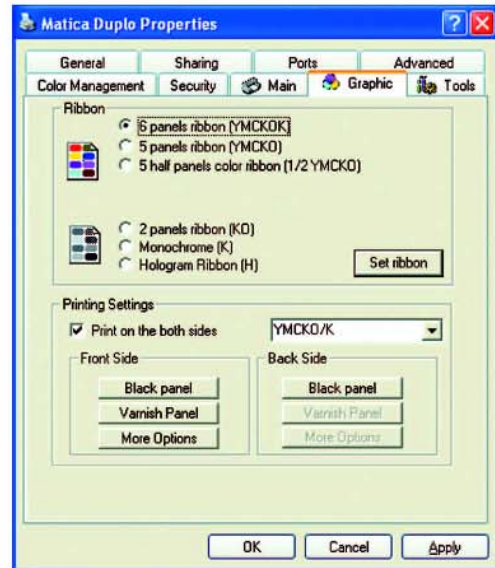 Matica Duplo Properties
General Sharing Ports Advanced
Color Management Security Main Graphic Tools
Ribbon
6 panels ribbon (YMCKOK)
5 panels ribbon (YMCKO)
5 half panels color ribbon (1/2 YMCKO)
2 panels ribbon (KO)
Monochrome (K)
Hologram Ribbon (H)
Set ribbon
Printing Settings
Print on the both sides YMCKO/K
Front Side Back Side
Black panel Black panel
Varnish Panel Varnish Panel
More Options More Options
OK Cancel Apply